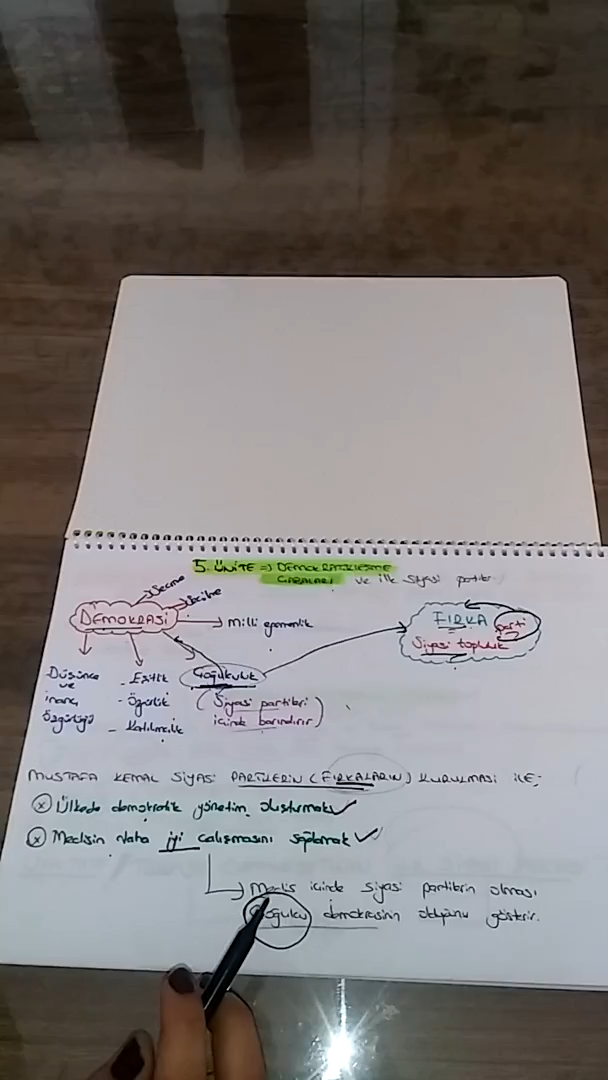 5. ÜNİTE => DEMOKRATİKLEŞME
ÇABALARI ve ilk siyasi partiler
Seçme
Seçilme
DEMOKRASİ
Milli egemenlik
FIRKA parti
Siyasi topluluk
Düşünce
ve
inanç
özgürlüğü
- Eşitlik
- Özgürlük
- Katılımcılık
Çoğulculuk
(Siyasi partileri
içinde barındırır)
MUSTAFA KEMAL SİYASİ PARTİLERİN (FIRKALARIN) KURULMASI İLE;
x Ülkede demokratik yönetim oluşturmak ✓
x Meclisin daha iyi çalışmasını sağlamak ✓
Meclis içinde siyasi partilerin olması
Çoğulcu demokrasinin olduğunu gösterir.